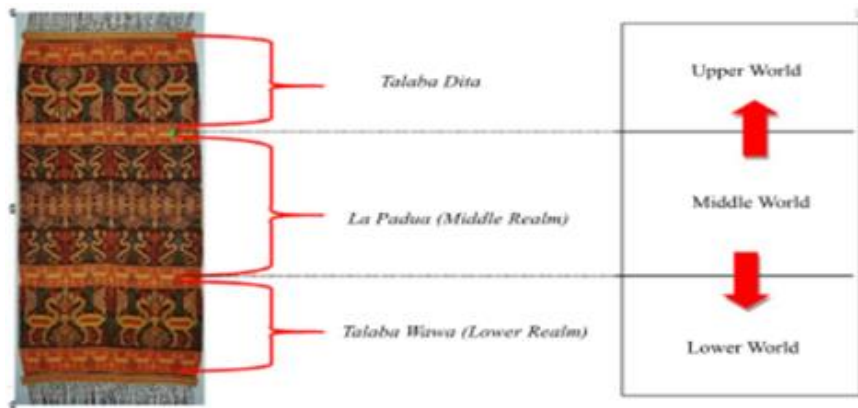 Talaba Dita
Upper World
La Padua (Middle Realm)
Middle World
Talaba Wawa (Lower Realm)
Lower World